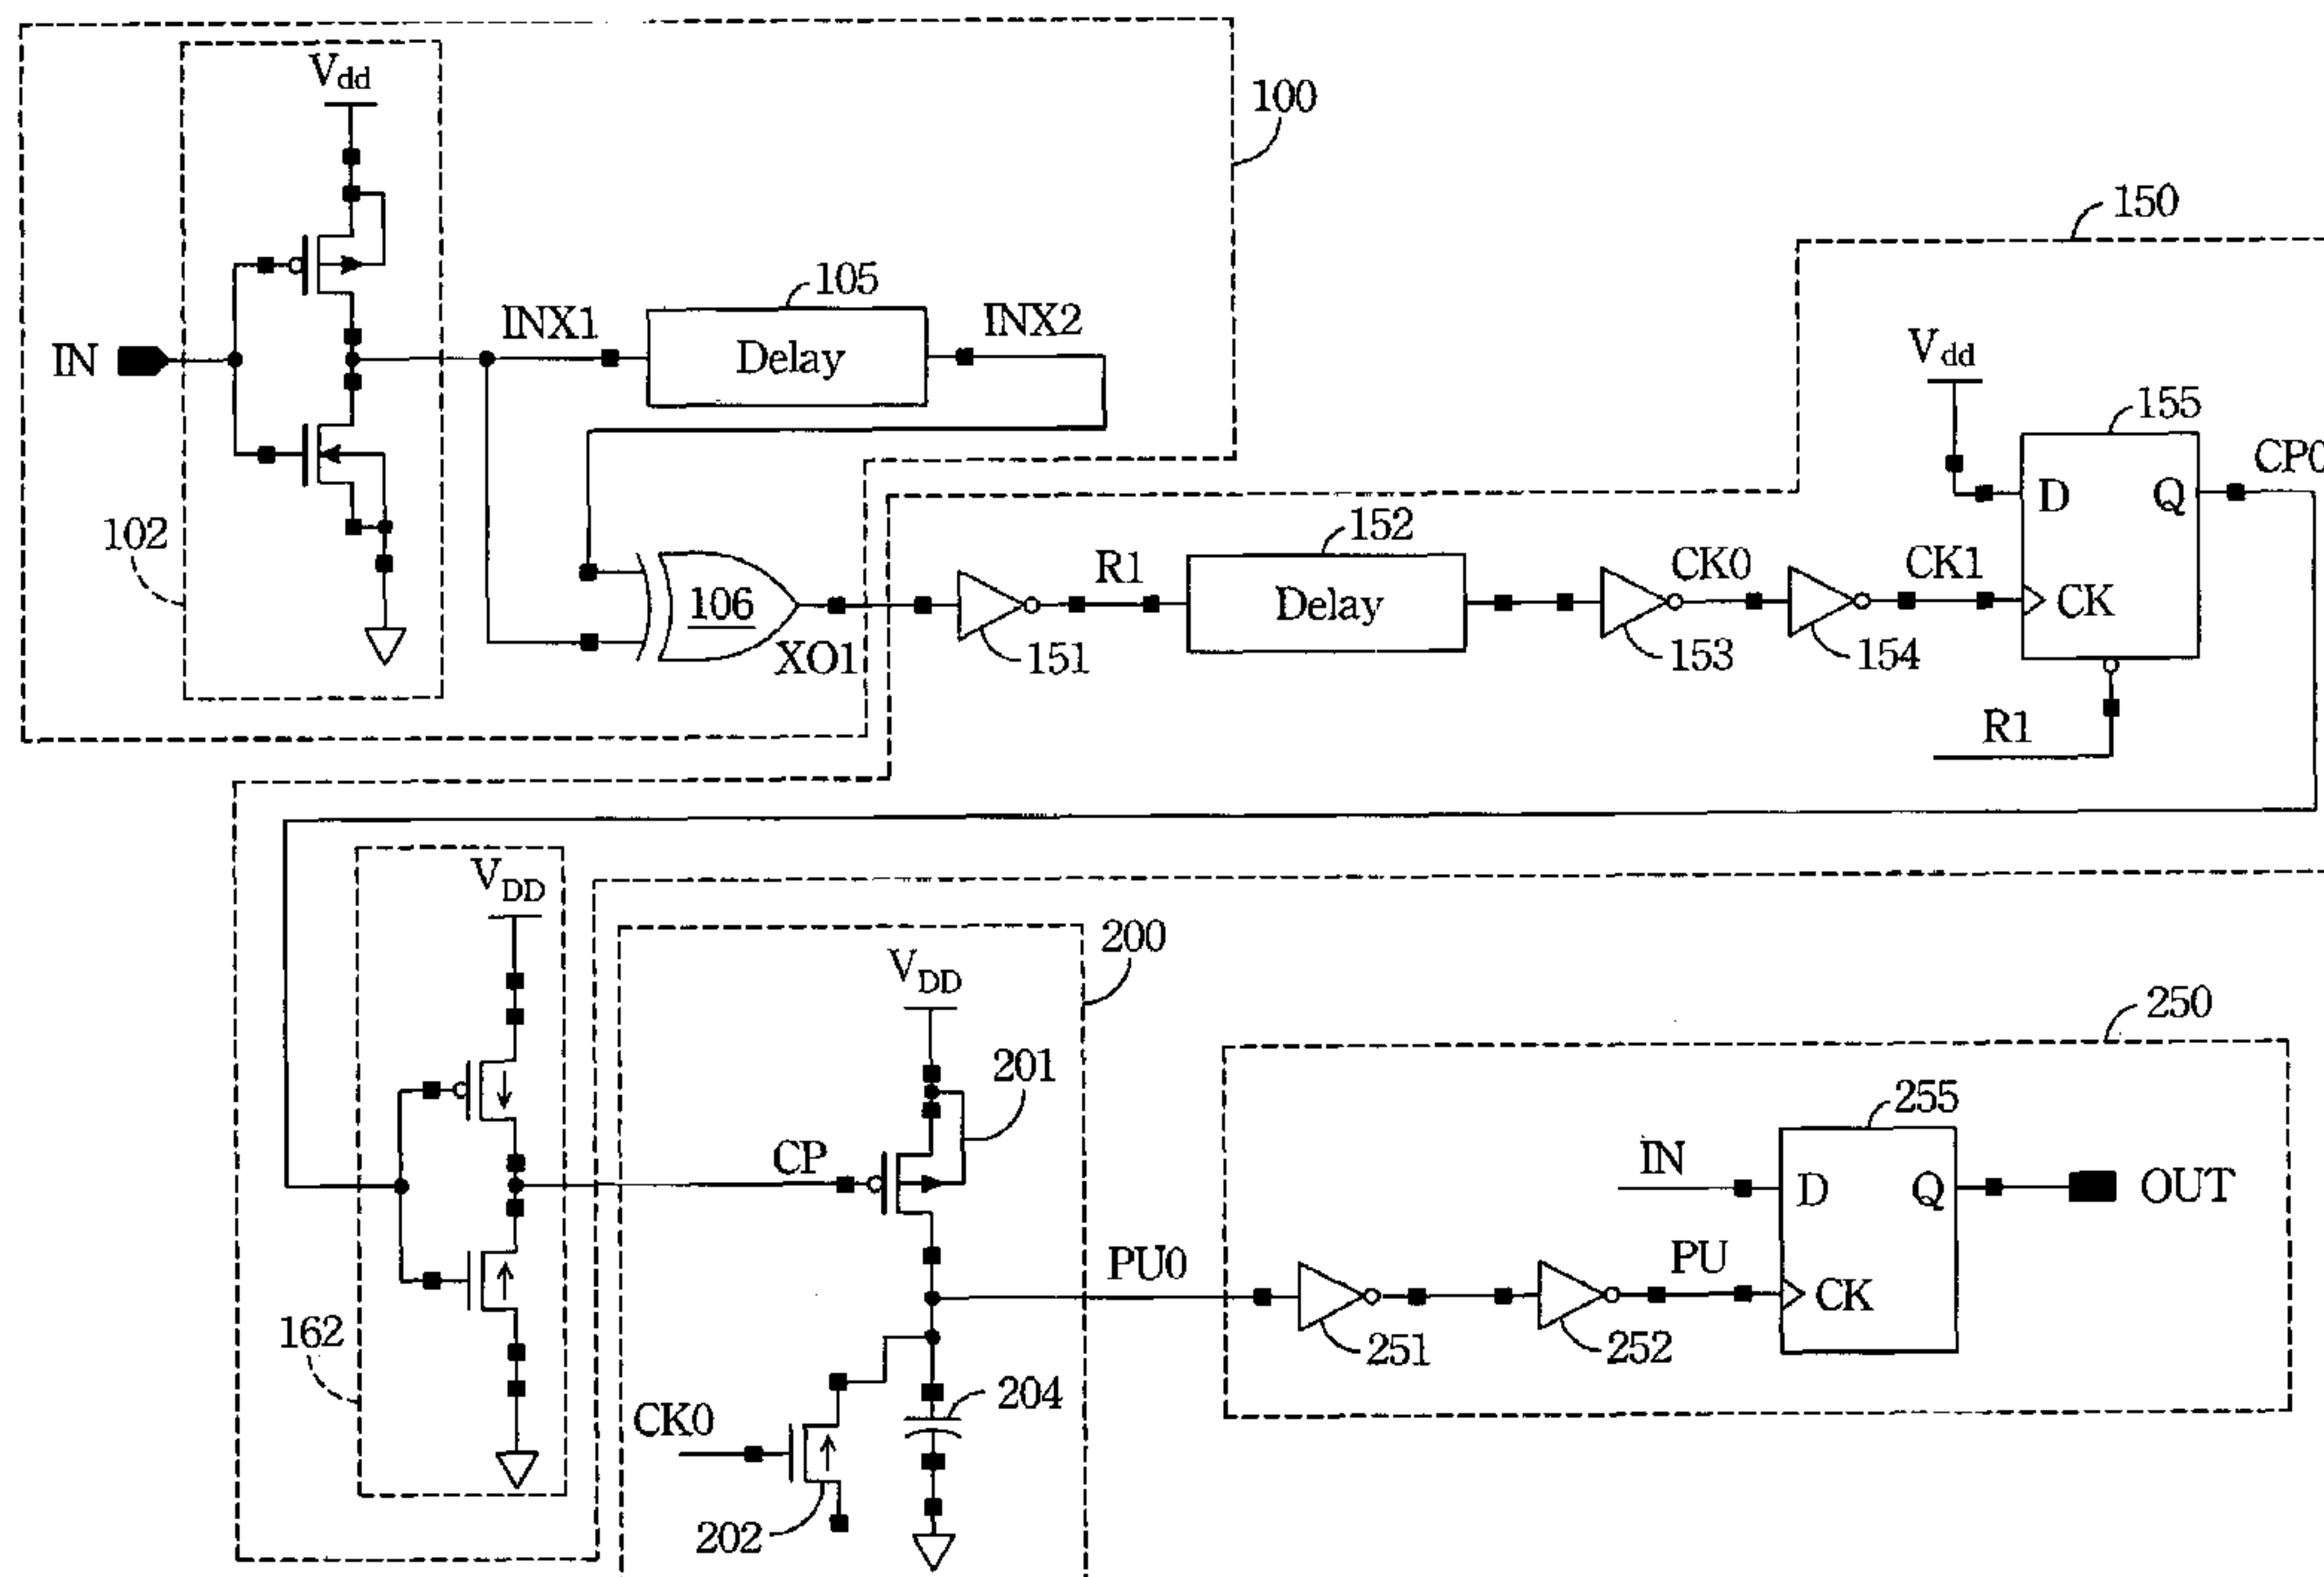 Vdd
100
150
105
INX1
INX2
IN
Delay
Vdd
155
CP0
D
Q
102
152
R1
CK0
CK1
106
Delay
CK
XO1
151
153
154
R1
VDD
200
VDD
250
201
255
CP
IN
D
Q
OUT
PU0
PU
CK
162
251
252
204
CK0
202